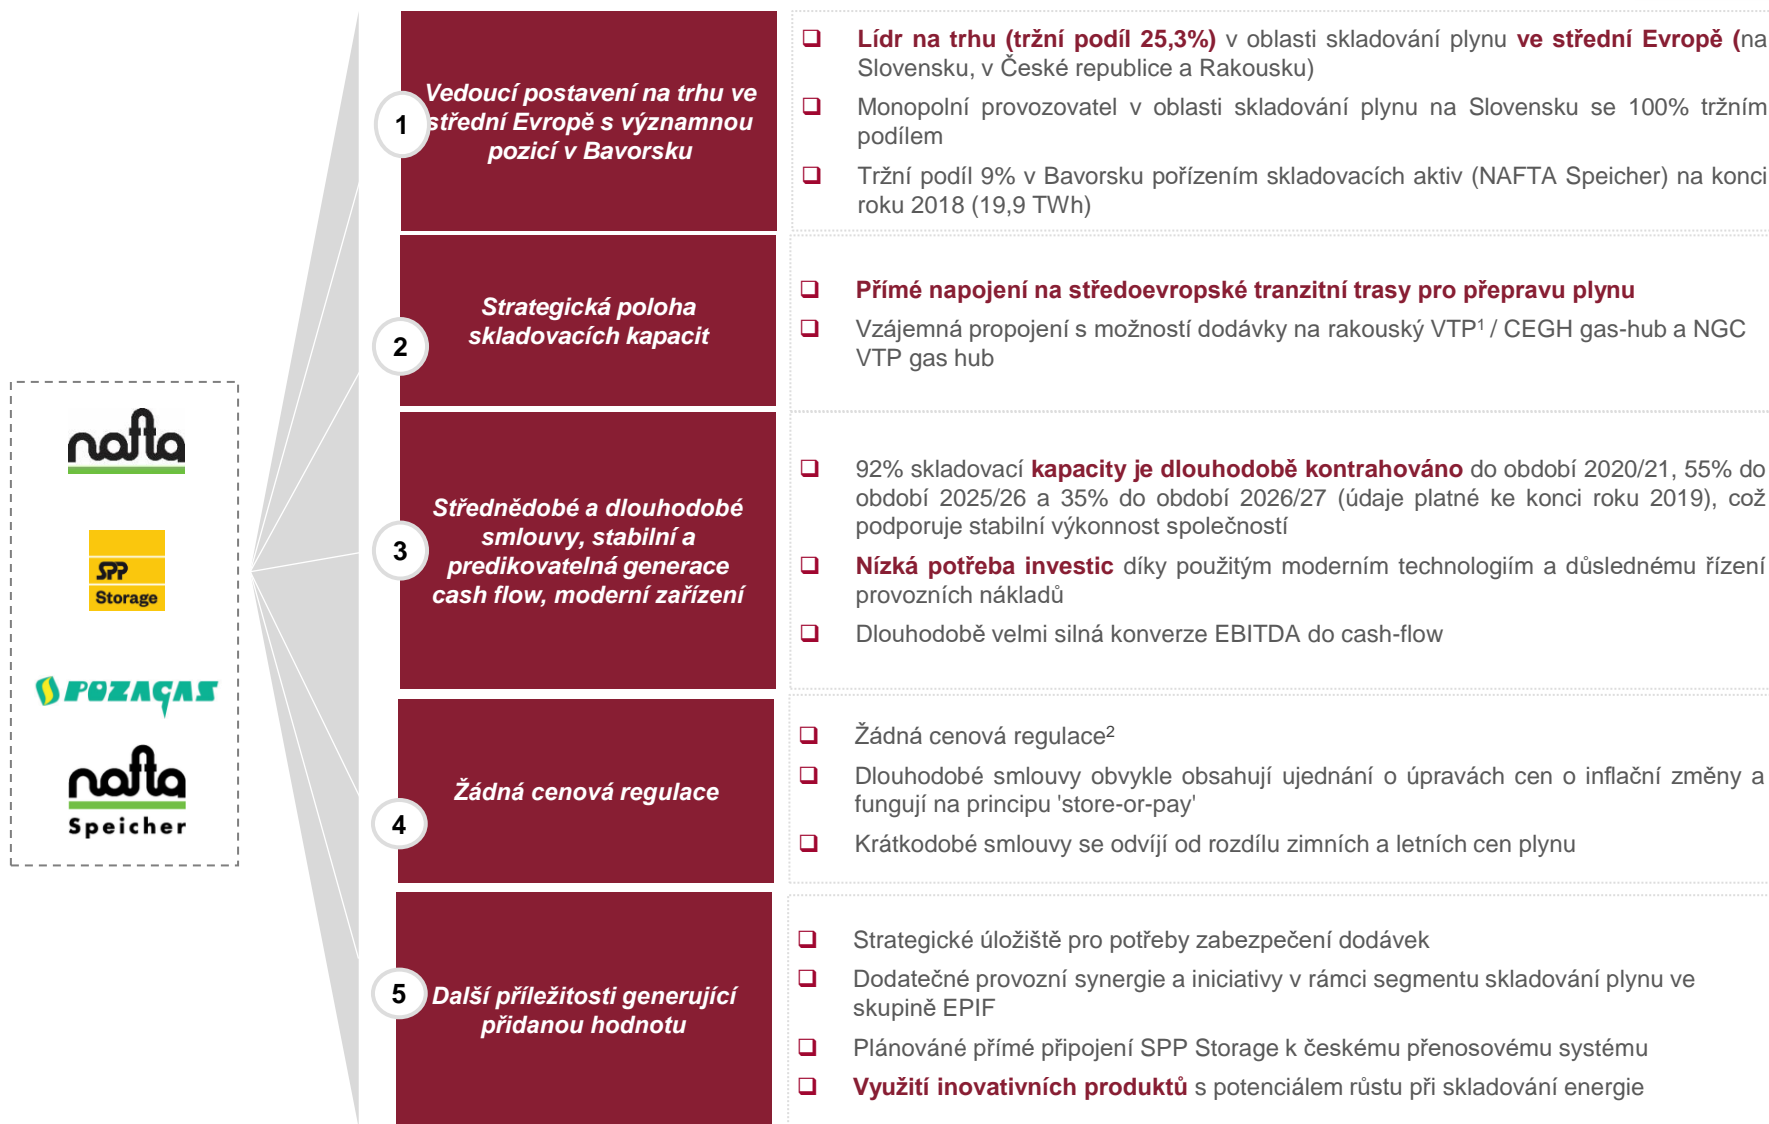 nafta
SPP
Storage
POZAGAS
nafta
Speicher
1
Vedoucí postavení na trhu ve
střední Evropě s významnou
pozicí v Bavorsku
❑ Lídr na trhu (tržní podíl 25,3%) v oblasti skladování plynu ve střední Evropě (na
Slovensku, v České republice a Rakousku)
❑ Monopolní provozovatel v oblasti skladování plynu na Slovensku se 100% tržním
podílem
❑ Tržní podíl 9% v Bavorsku pořízením skladovacích aktiv (NAFTA Speicher) na konci
roku 2018 (19,9 TWh)
2
Strategická poloha
skladovacích kapacit
❑ Přímé napojení na středoevropské tranzitní trasy pro přepravu plynu
❑ Vzájemná propojení s možností dodávky na rakouský VTP¹ / CEGH gas-hub a NGC
VTP gas hub
3
Střednědobé a dlouhodobé
smlouvy, stabilní a
predikovatelná generace
cash flow, moderní zařízení
❑ 92% skladovací kapacity je dlouhodobě kontrahováno do období 2020/21, 55% do
období 2025/26 a 35% do období 2026/27 (údaje platné ke konci roku 2019), což
podporuje stabilní výkonnost společností
❑ Nízká potřeba investic díky použitým moderním technologiím a důslednému řízení
provozních nákladů
❑ Dlouhodobě velmi silná konverze EBITDA do cash-flow
4
Žádná cenová regulace
❑ Žádná cenová regulace²
❑ Dlouhodobé smlouvy obvykle obsahují ujednání o úpravách cen o inflační změny a
fungují na principu 'store-or-pay'
❑ Krátkodobé smlouvy se odvíjí od rozdílu zimních a letních cen plynu
5
Další příležitosti generující
přidanou hodnotu
❑ Strategické úložiště pro potřeby zabezpečení dodávek
❑ Dodatečné provozní synergie a iniciativy v rámci segmentu skladování plynu ve
skupině EPIF
❑ Plánováné přímé připojení SPP Storage k českému přenosovému systému
❑ Využití inovativních produktů s potenciálem růstu při skladování energie